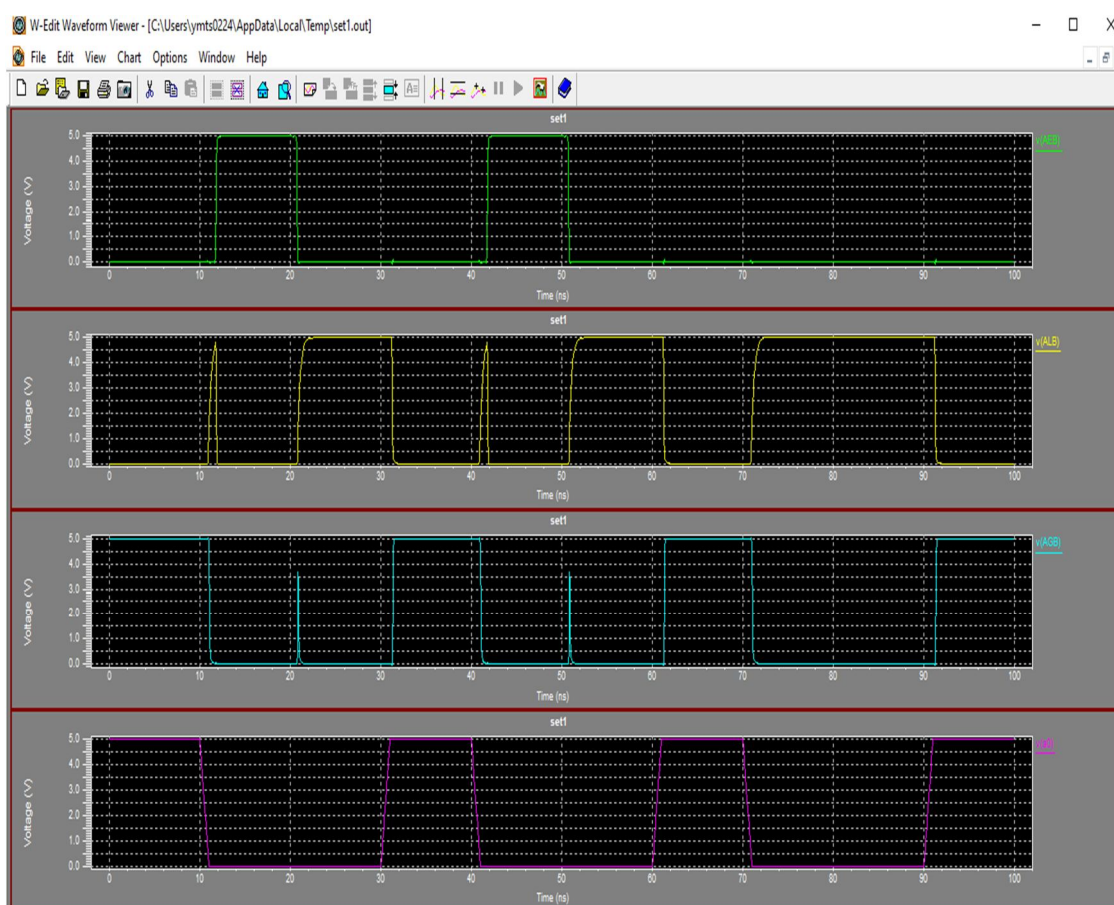 W-Edit Waveform Viewer - [C:\Users\ymts0224\AppData\Local\Temp\set1.out]
File Edit View Chart Options Window Help
set1
v(AEB)
5.0
4.0
3.0
2.0
1.0
0.0
Voltage (V)
0 10 20 30 40 50 60 70 80 90 100
Time (ns)
set1
v(ALB)
5.0
4.0
3.0
2.0
1.0
0.0
Voltage (V)
0 10 20 30 40 50 60 70 80 90 100
Time (ns)
set1
v(AGB)
5.0
4.0
3.0
2.0
1.0
0.0
Voltage (V)
0 10 20 30 40 50 60 70 80 90 100
Time (ns)
set1
5.0
4.0
3.0
2.0
1.0
0.0
Voltage (V)
0 10 20 30 40 50 60 70 80 90 100
Time (ns)